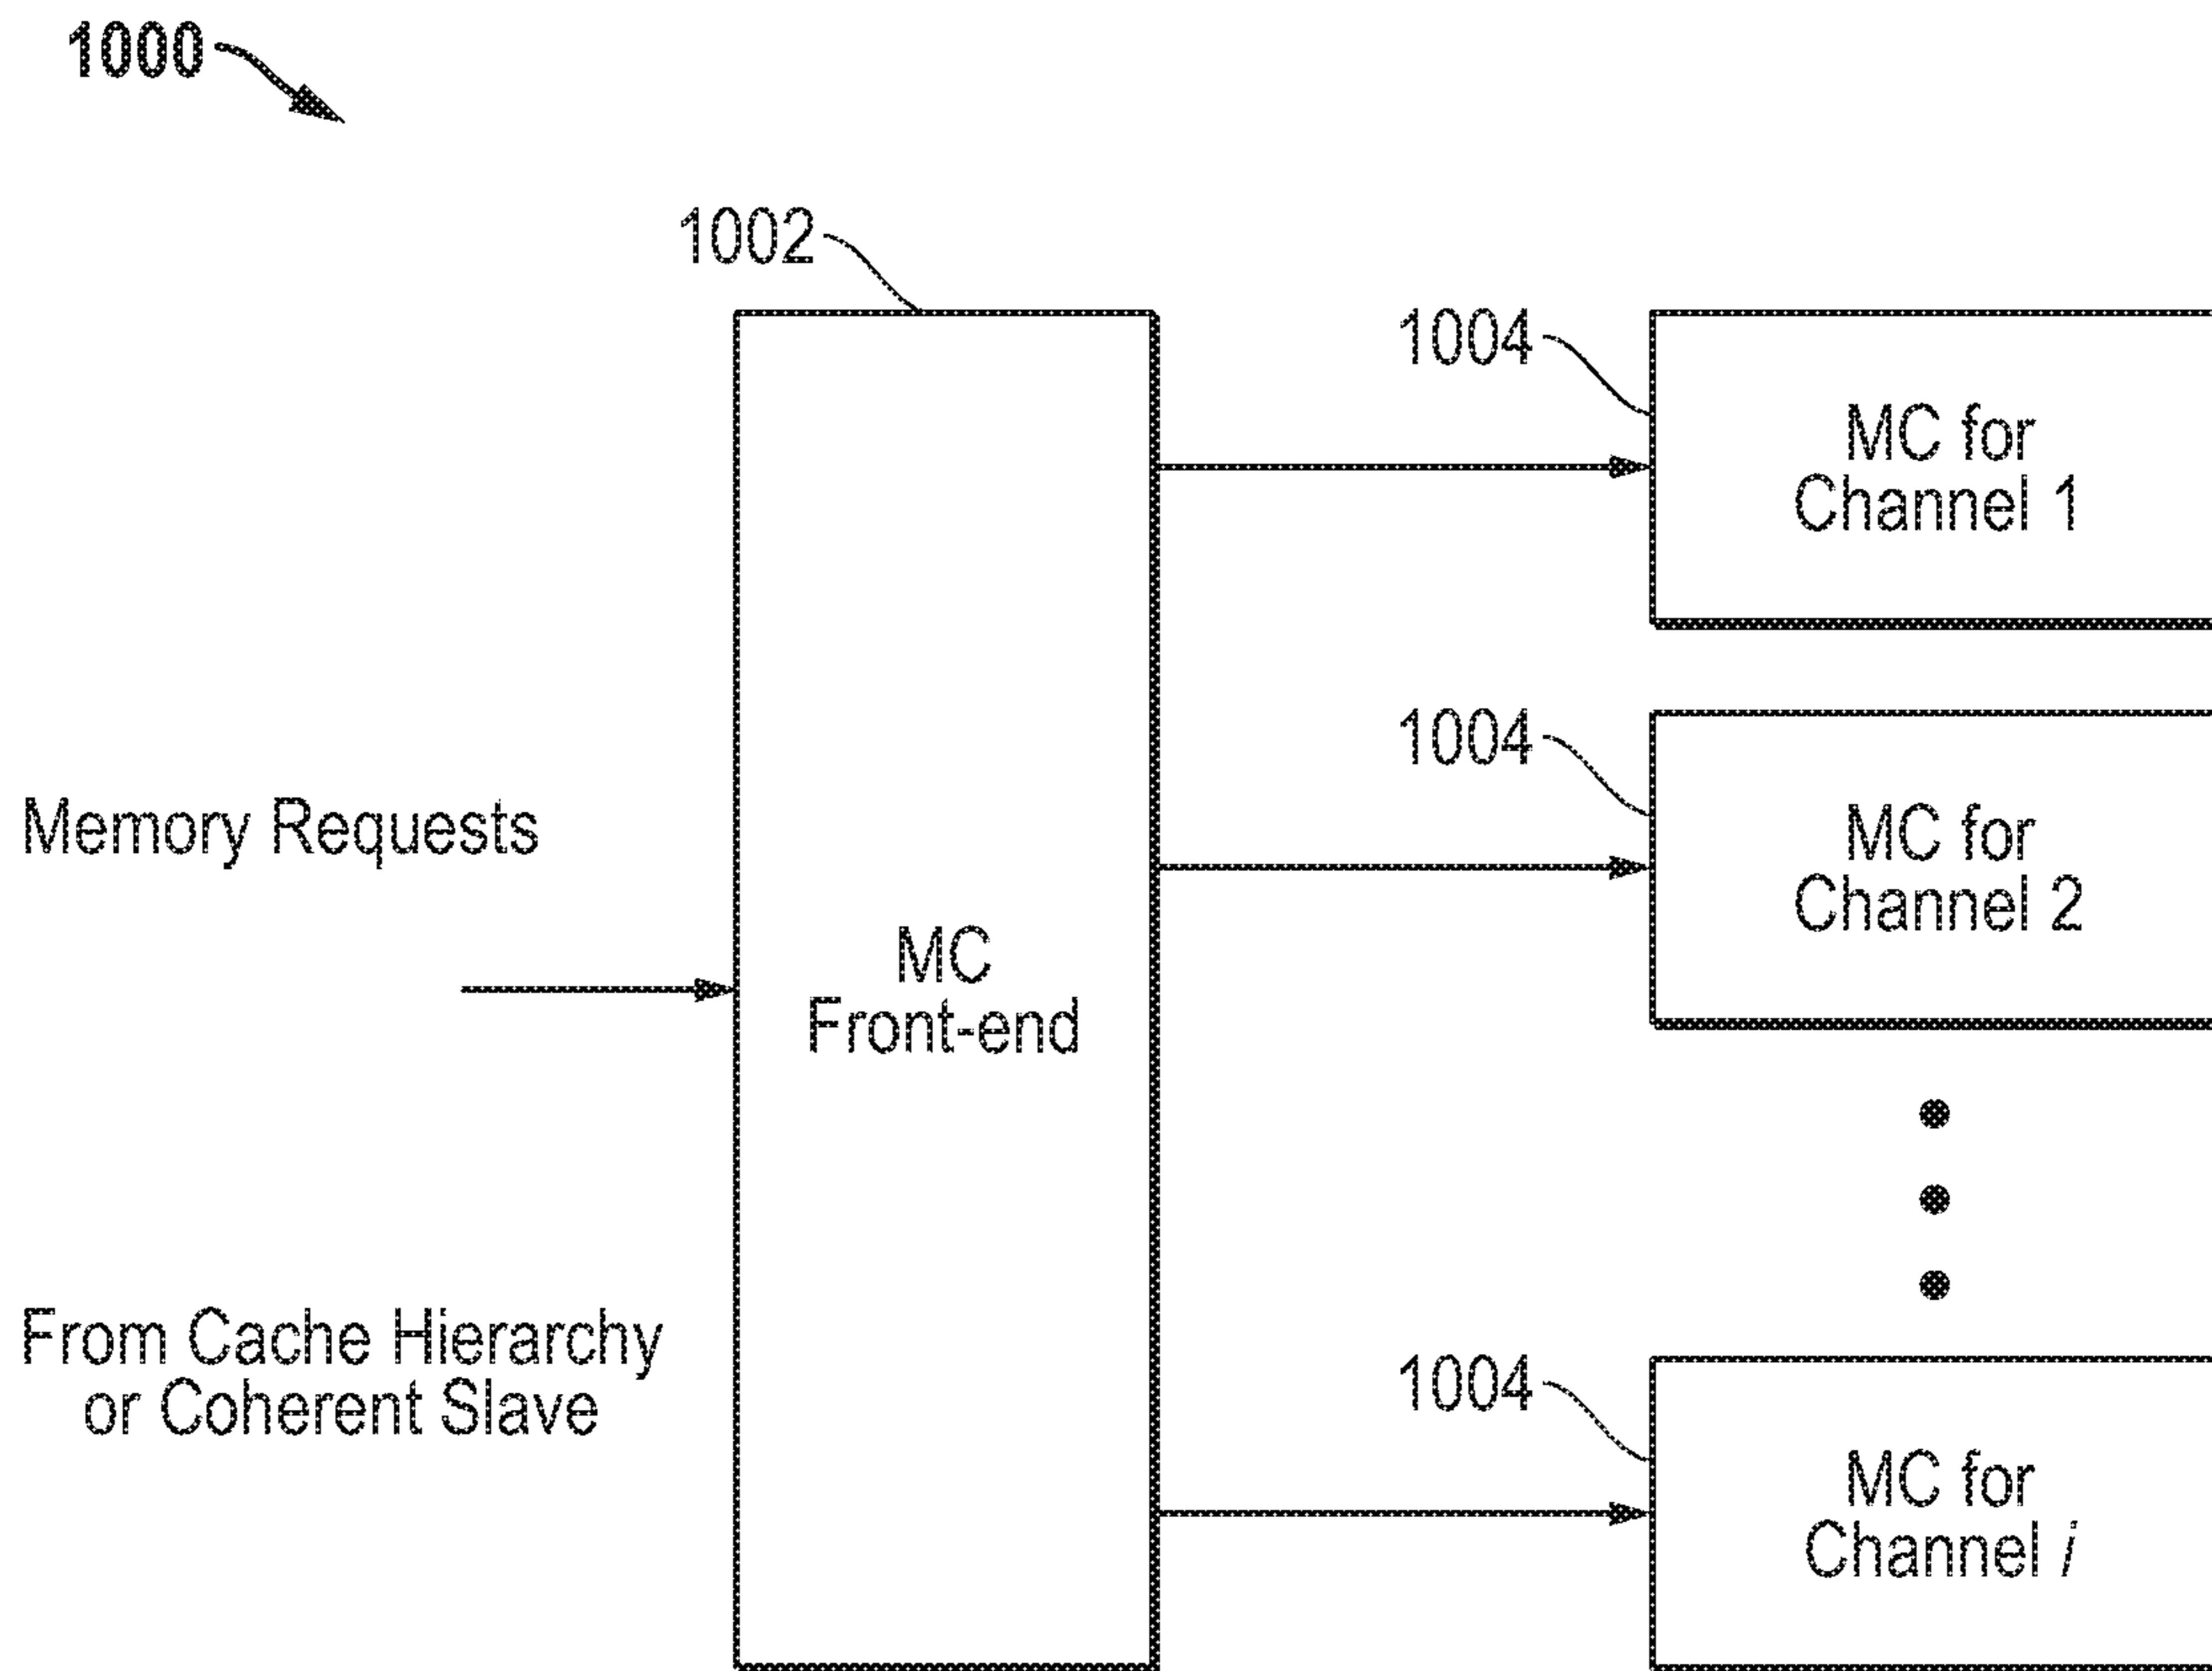 1000
1002
1004
MC for
Channel 1
1004
MC for
Channel 2
Memory Requests
MC
Front-end
From Cache Hierarchy
or Coherent Slave
1004
MC for
Channel i